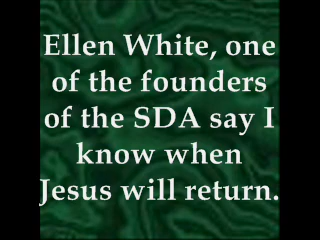 Ellen White, one
of the founders
of the SDA say I
know when
Jesus will return.